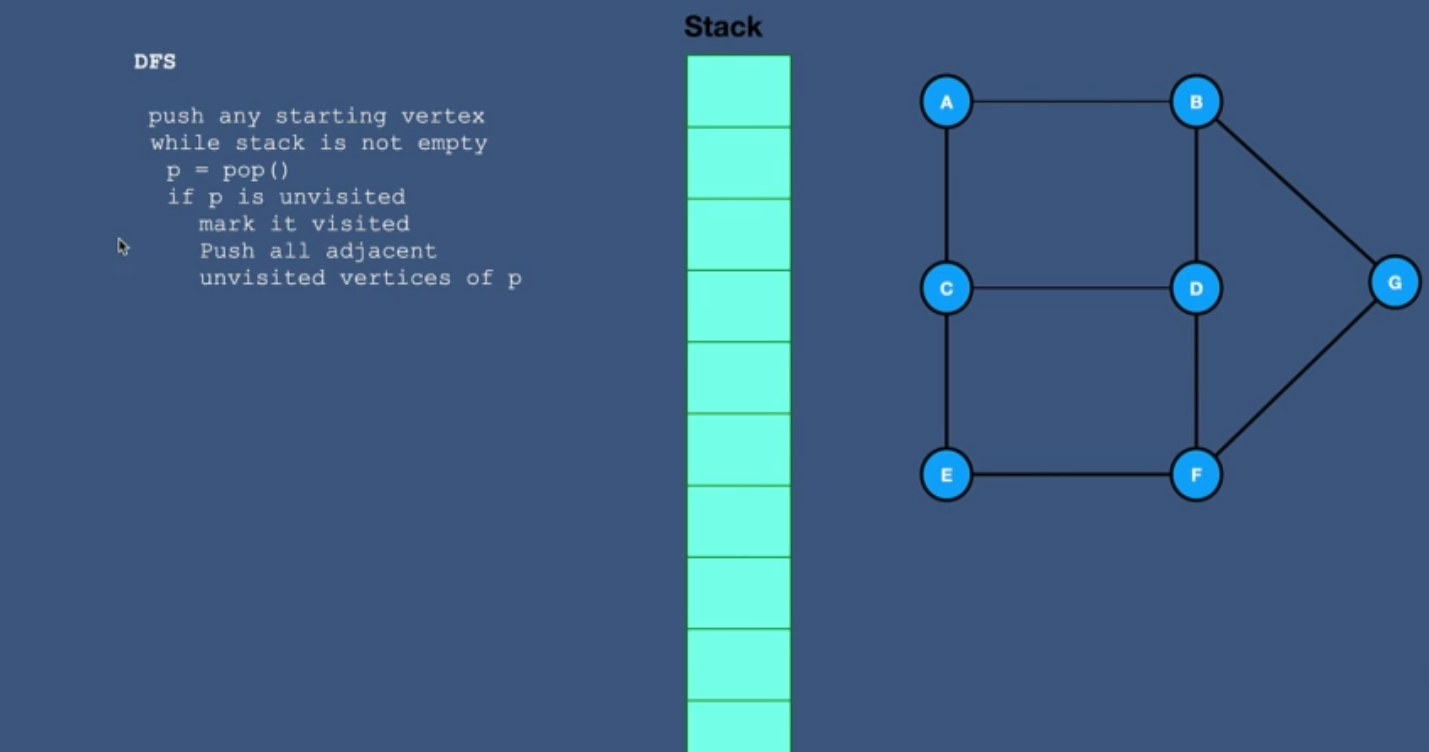 DFS
push any starting vertex
while stack is not empty
p = pop()
if p is unvisited
mark it visited
Push all adjacent
unvisited vertices of p
Stack
A
B
C
D
G
E
F